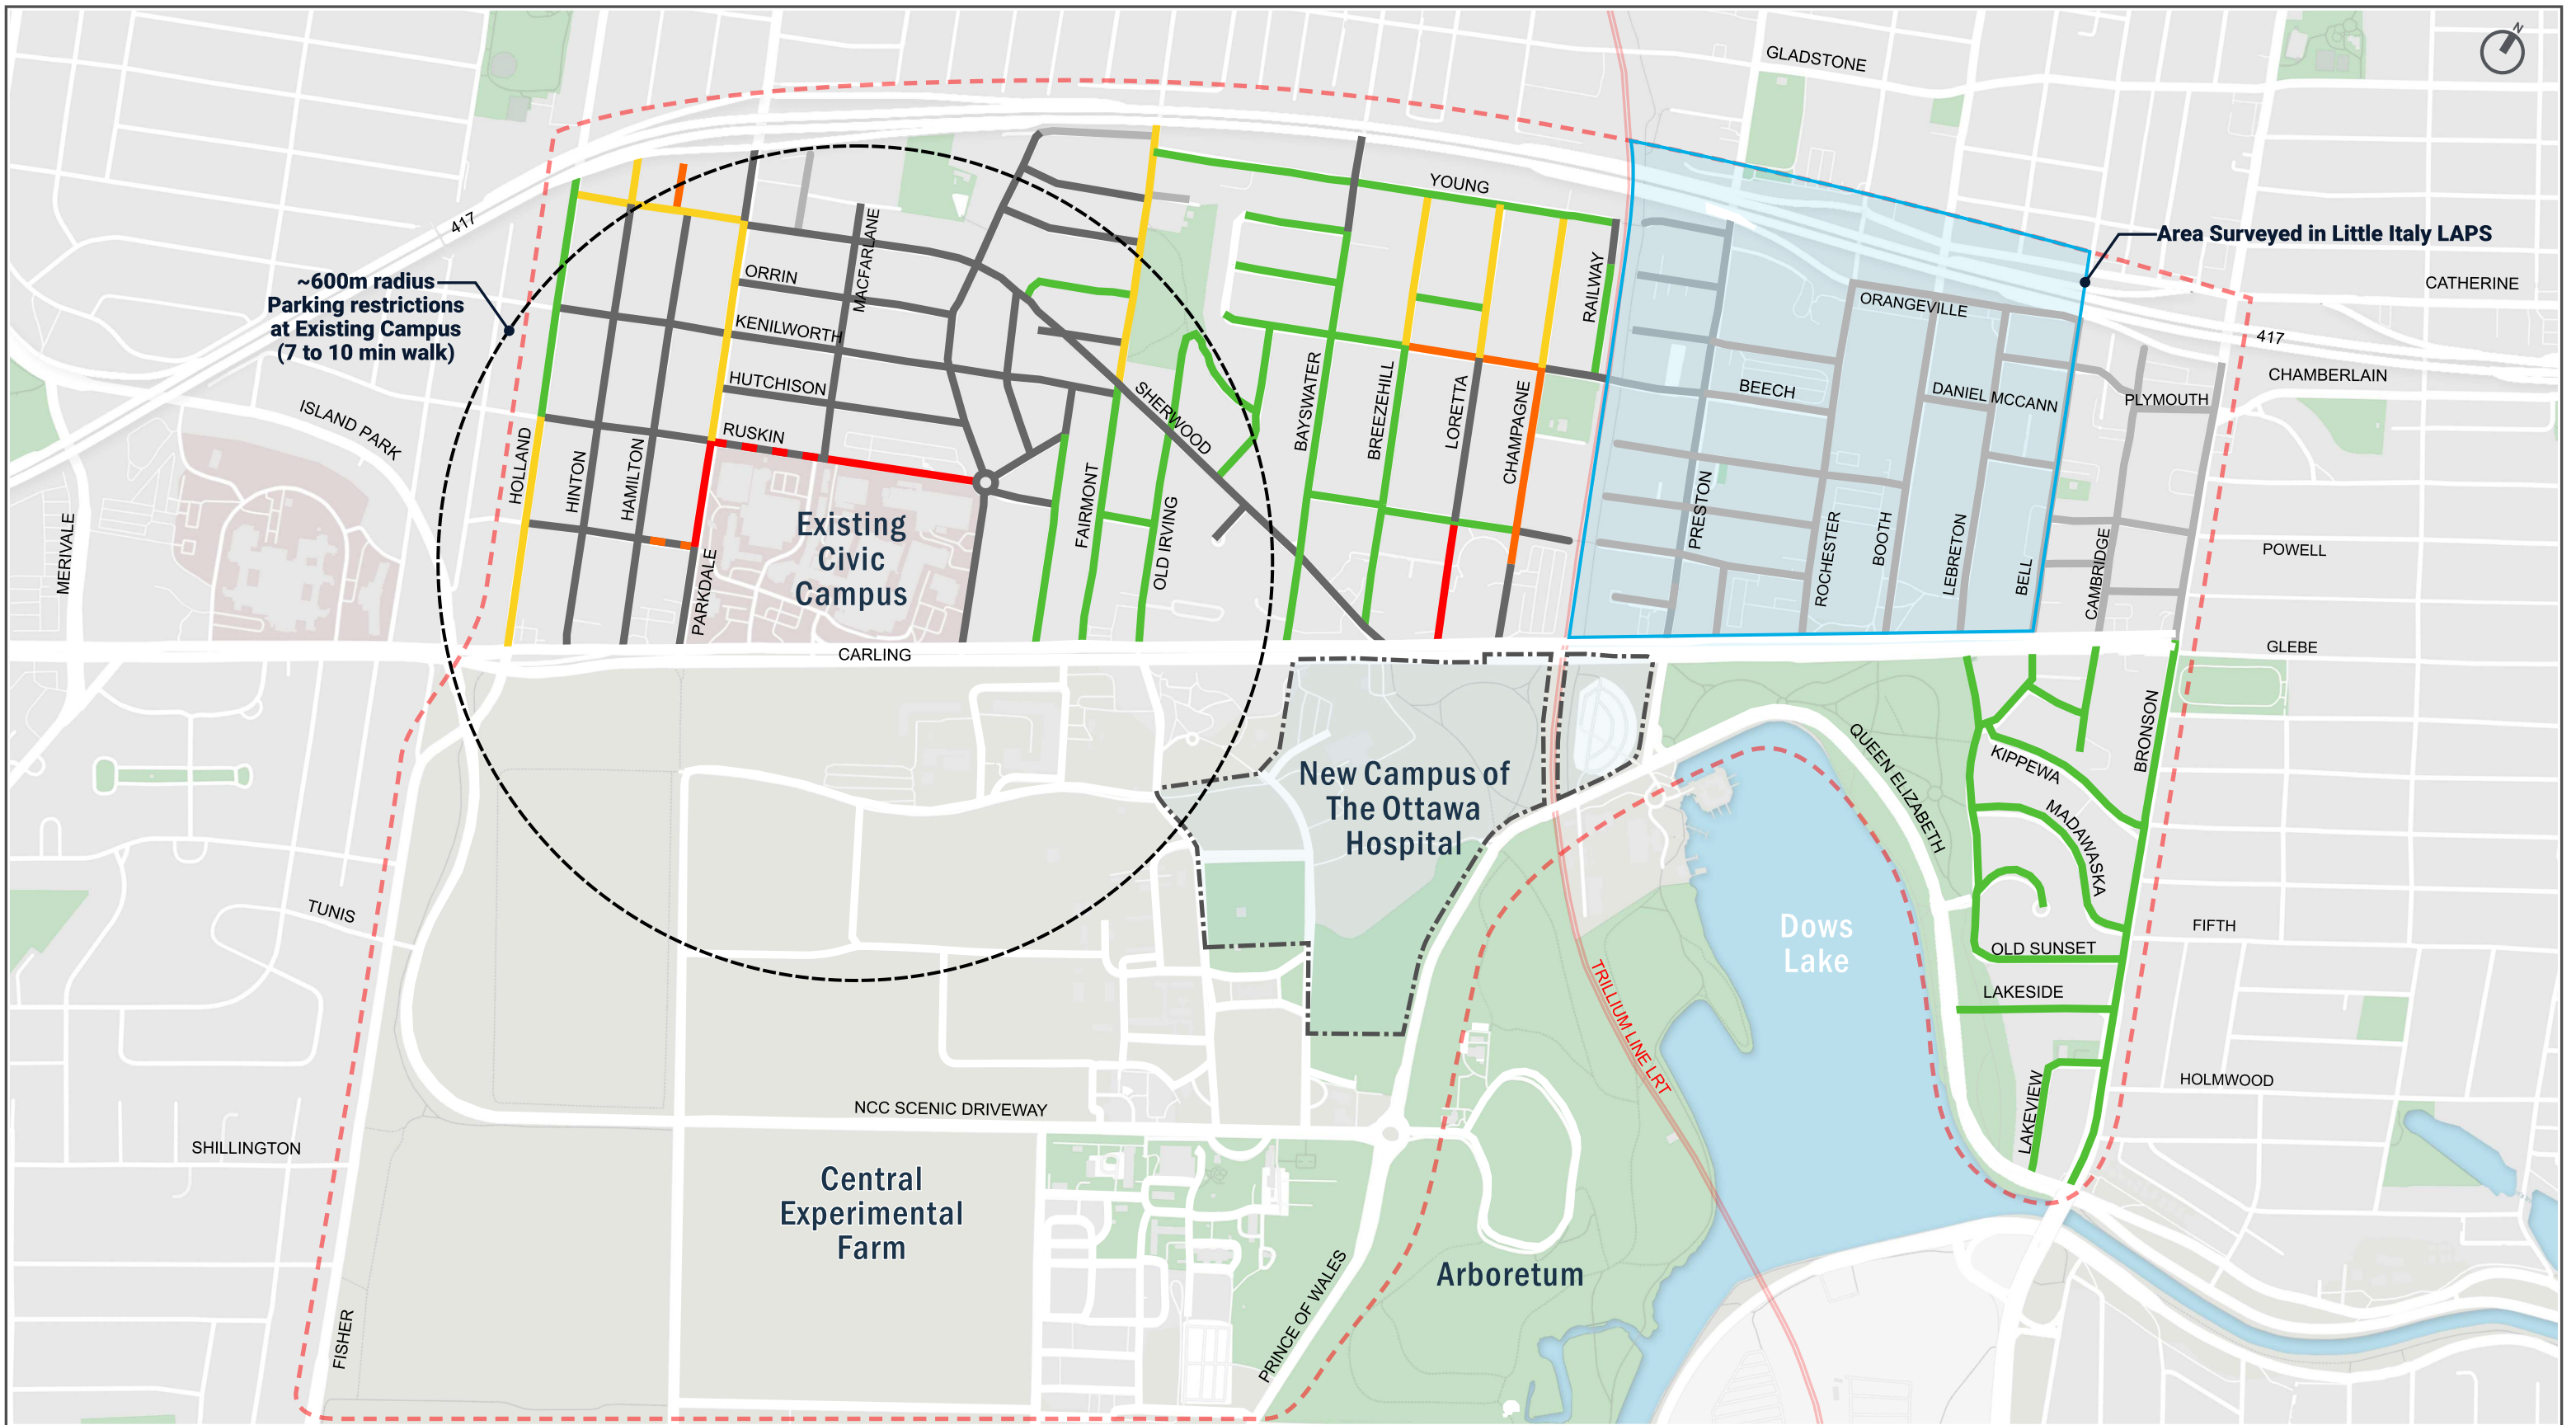 N
GLADSTONE
417
YOUNG
Area Surveyed in Little Italy LAPS
~600m radius
Parking restrictions
at Existing Campus
(7 to 10 min walk)
MACFARLANE
ORRIN
RAILWAY
CATHERINE
ORANGEVILLE
KENILWORTH
417
HUTCHISON
SHERWOOD
BAYSWATER
BREEZEHILL
LORETTA
CHAMPAGNE
BEECH
DANIEL MCCANN
PLYMOUTH
CHAMBERLAIN
ISLAND PARK
RUSKIN
HOLLAND
HINTON
HAMILTON
FAIRMONT
OLD IRVING
PRESTON
ROCHESTER
BOOTH
LEBRETON
BELL
CAMBRIDGE
POWELL
MERIVALE
Existing
Civic
Campus
PARKDALE
CARLING
GLEBE
New Campus of
The Ottawa
Hospital
QUEEN ELIZABETH
KIPPEWA
BRONSON
MADAWASKA
TUNIS
Dows
Lake
FIFTH
OLD SUNSET
LAKESIDE
TRILLIUM LINE LRT
HOLMWOOD
LAKEVIEW
NCC SCENIC DRIVEWAY
SHILLINGTON
Central
Experimental
Farm
Arboretum
PRINCE OF WALES
FISHER